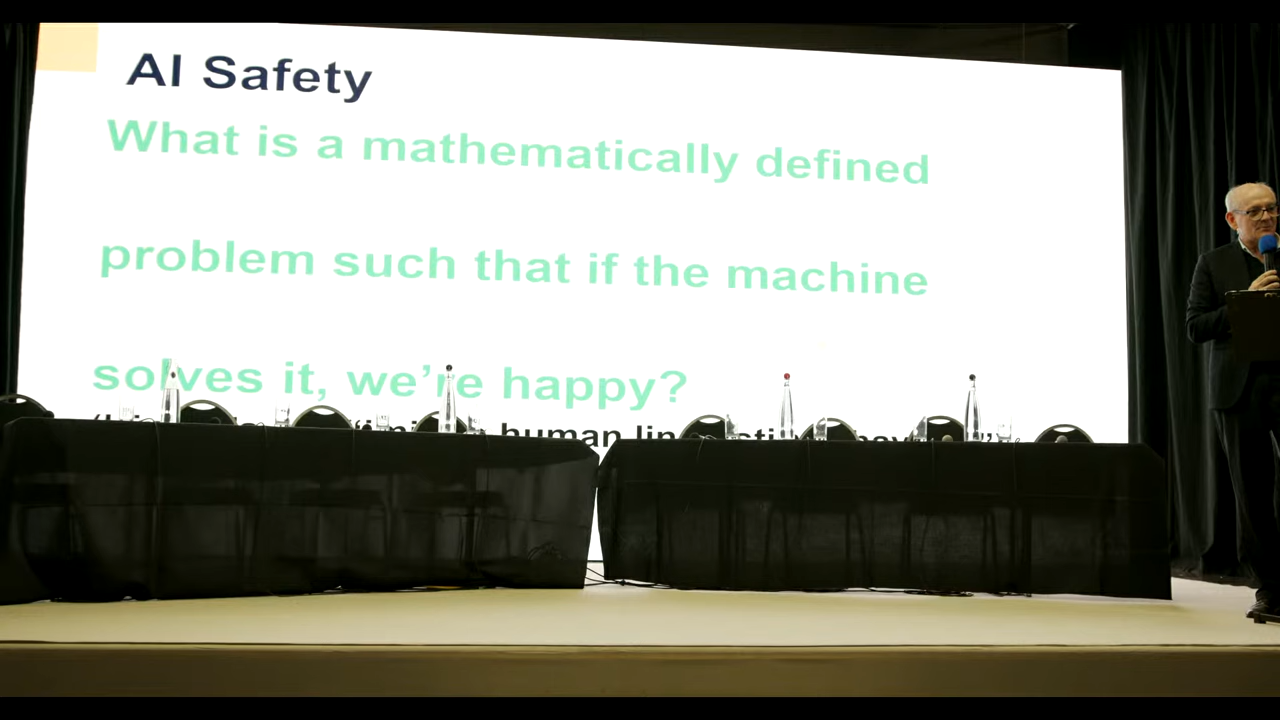 AI Safety
What is a mathematically defined
problem such that if the machine
solves it, we're happy?
human